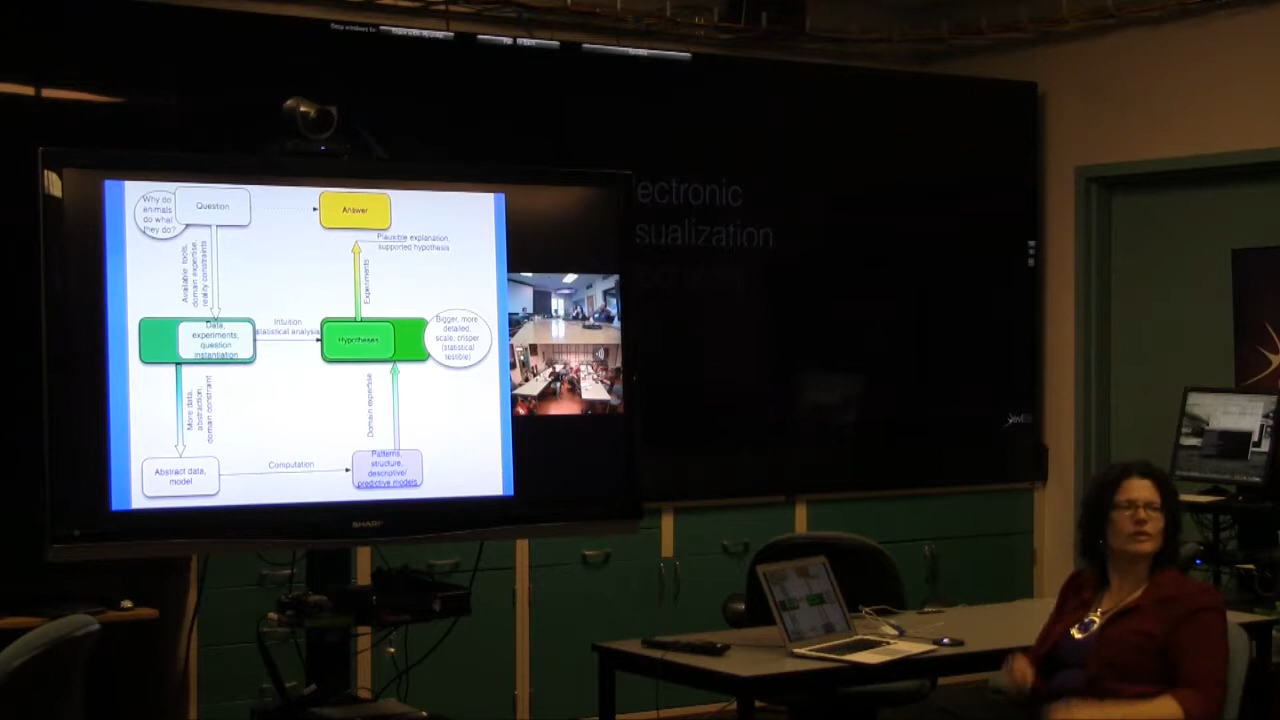 ectronic
sualization
Why do
animals
do what
they do?
Question
Answer
Plausible explanation,
supported hypothesis
Available tools,
domain expertise,
reality constraints
Experiments
Data,
experiments,
question
instantiation
Intuition
statistical analysis
Hypotheses
Bigger, more
detailed,
scale, crisper
(statistical
testible)
More data,
abstraction,
domain constraint
Domain expertise
Abstract data,
model
Computation
Patterns,
structure,
descriptive/
predictive models
SHARP